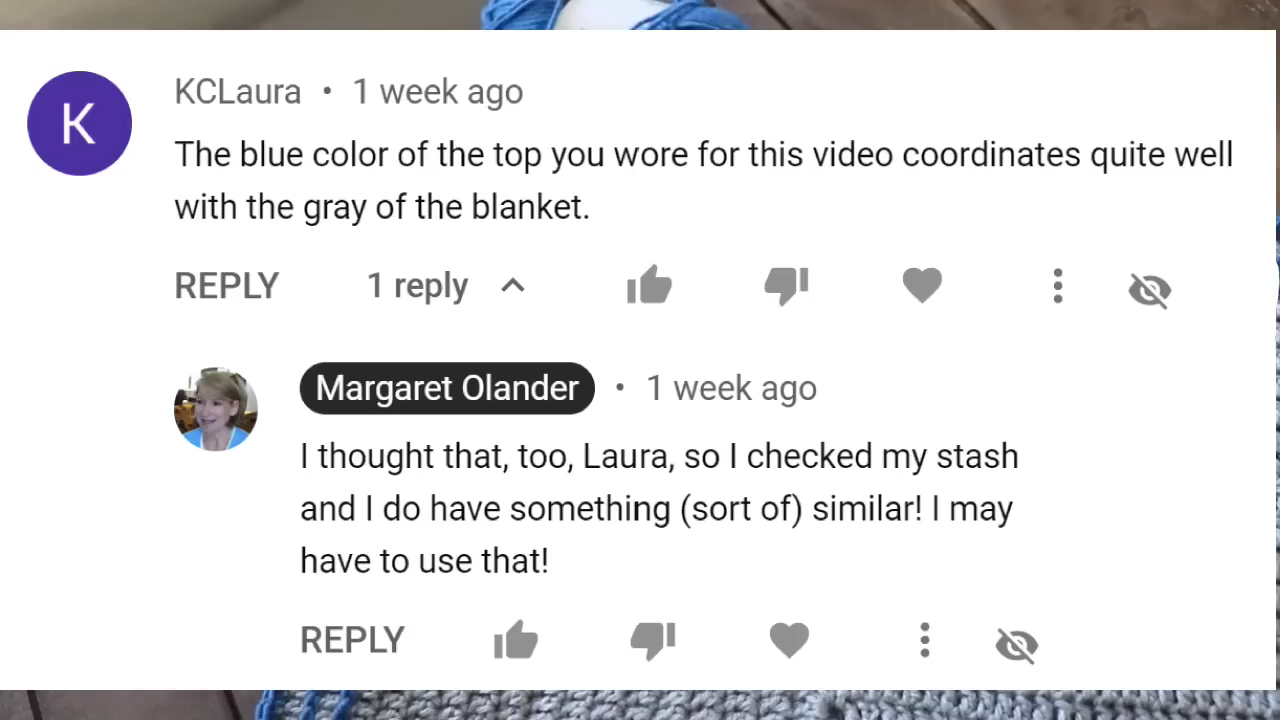 K
KCLaura • 1 week ago
The blue color of the top you wore for this video coordinates quite well
with the gray of the blanket.
REPLY 1 reply
Margaret Olander • 1 week ago
I thought that, too, Laura, so I checked my stash
and I do have something (sort of) similar! I may
have to use that!
REPLY